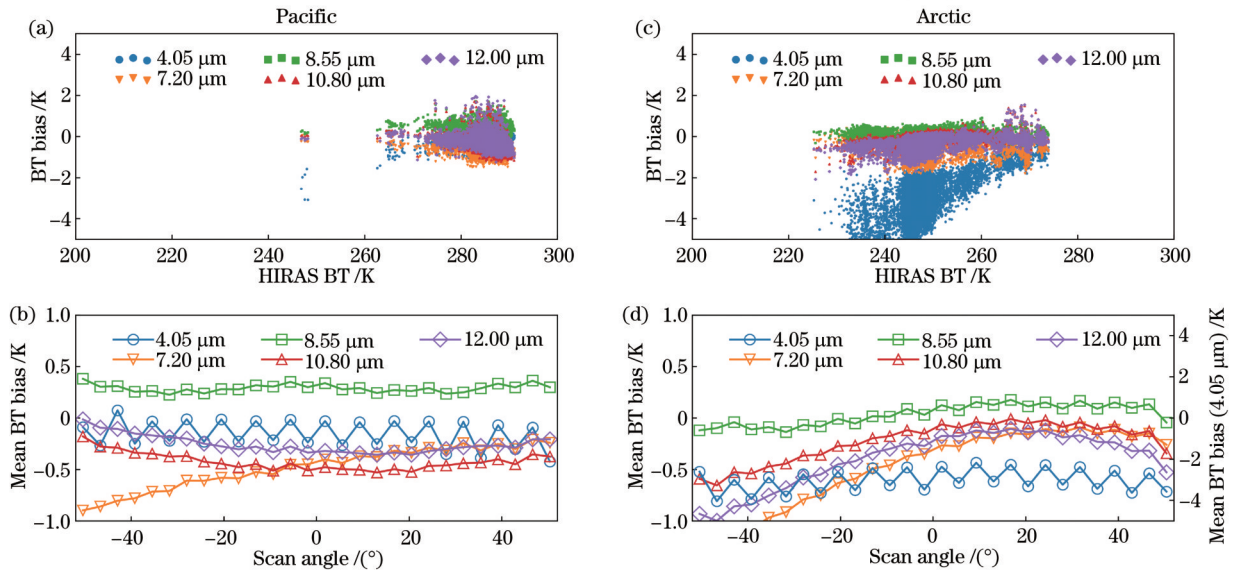 Pacific
(a)
4.05 μm
8.55 μm
12.00 μm
7.20 μm
10.80 μm
4
2
0
−2
−4
BT bias /K
200
220
240
260
280
300
HIRAS BT /K
Arctic
(c)
4.05 μm
8.55 μm
12.00 μm
7.20 μm
10.80 μm
4
2
0
−2
−4
BT bias /K
200
220
240
260
280
300
HIRAS BT /K
(b)
4.05 μm
8.55 μm
12.00 μm
7.20 μm
10.80 μm
1.0
0.5
0
−0.5
−1.0
Mean BT bias /K
−40
−20
0
20
40
Scan angle /(°)
(d)
4.05 μm
8.55 μm
12.00 μm
7.20 μm
10.80 μm
1.0
0.5
0
−0.5
−1.0
Mean BT bias /K
4
2
0
−2
−4
Mean BT bias (4.05 μm) /K
−40
−20
0
20
40
Scan angle /(°)